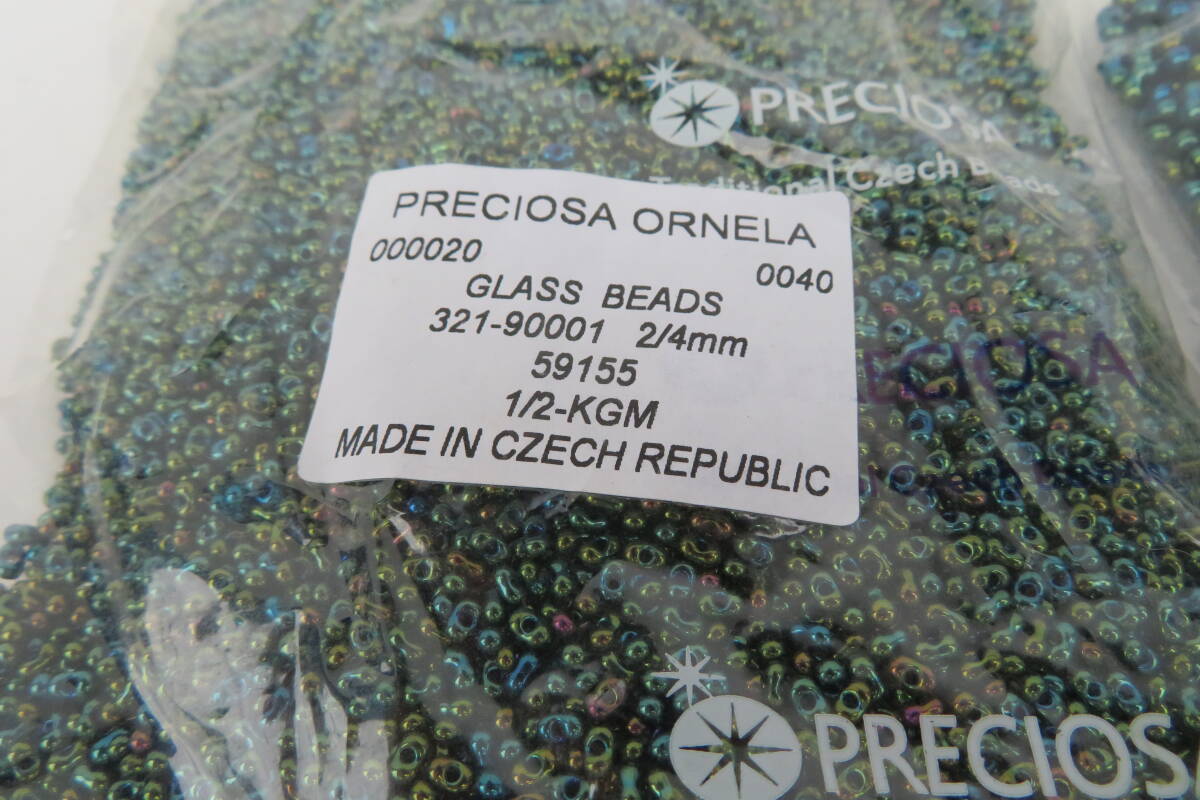 PRECIOSA
Traditional Czech Beads
PRECIOSA ORNELA
000020 0040
GLASS BEADS
321-90001 2/4mm
59155
1/2-KGM
MADE IN CZECH REPUBLIC
ECIOSA
PRECIOS